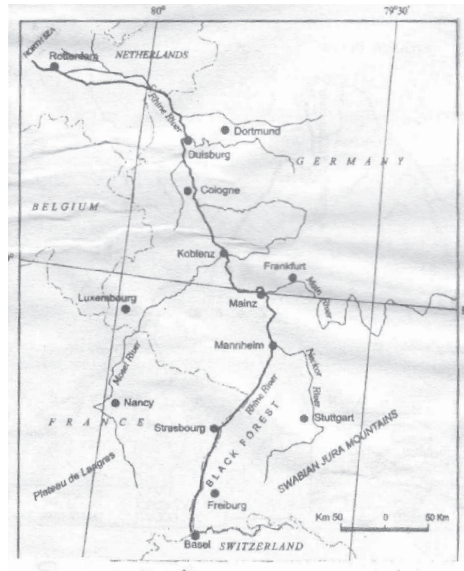 80°
79°30'
NORTH SEA
NETHERLANDS
Rotterdam
Rhine River
Dortmund
Duisburg
GERMANY
Cologne
BELGIUM
Koblenz
Frankfurt
Luxembourg
Mainz
Main River
Mannheim
Mosel River
Neckor River
Rhine River
Nancy
FRANCE
Strasbourg
Stuttgart
BLACK FOREST
SWABIAN JURA MOUNTAINS
Plateau de Langras
Freiburg
Km 50 0 50 Km
Basel
SWITZERLAND